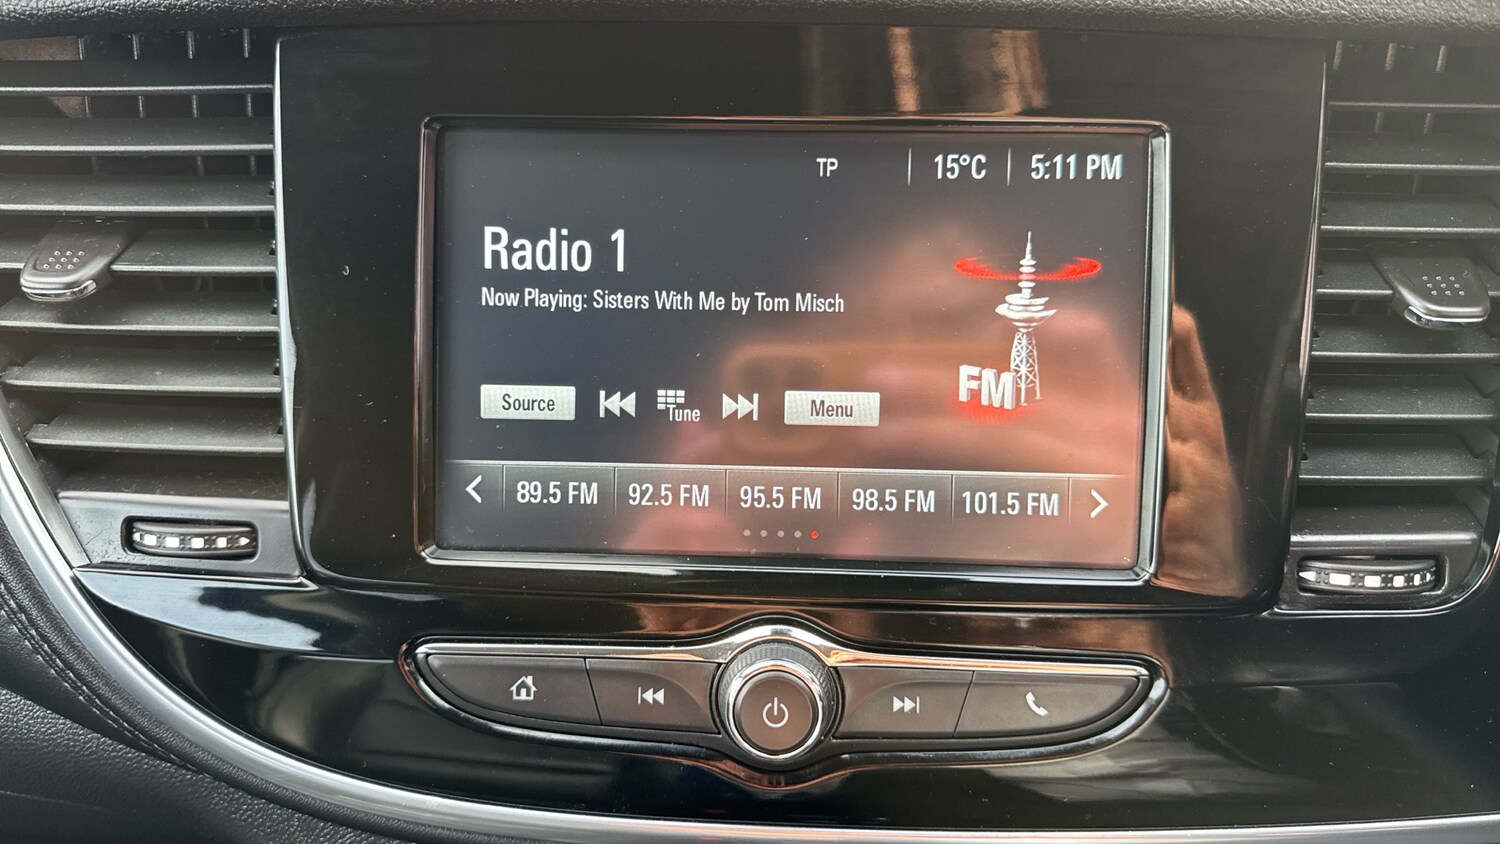 TP
15°C
5:11 PM
Radio 1
Now Playing: Sisters With Me by Tom Misch
FM
Source
Tune
Menu
89.5 FM
92.5 FM
95.5 FM
98.5 FM
101.5 FM